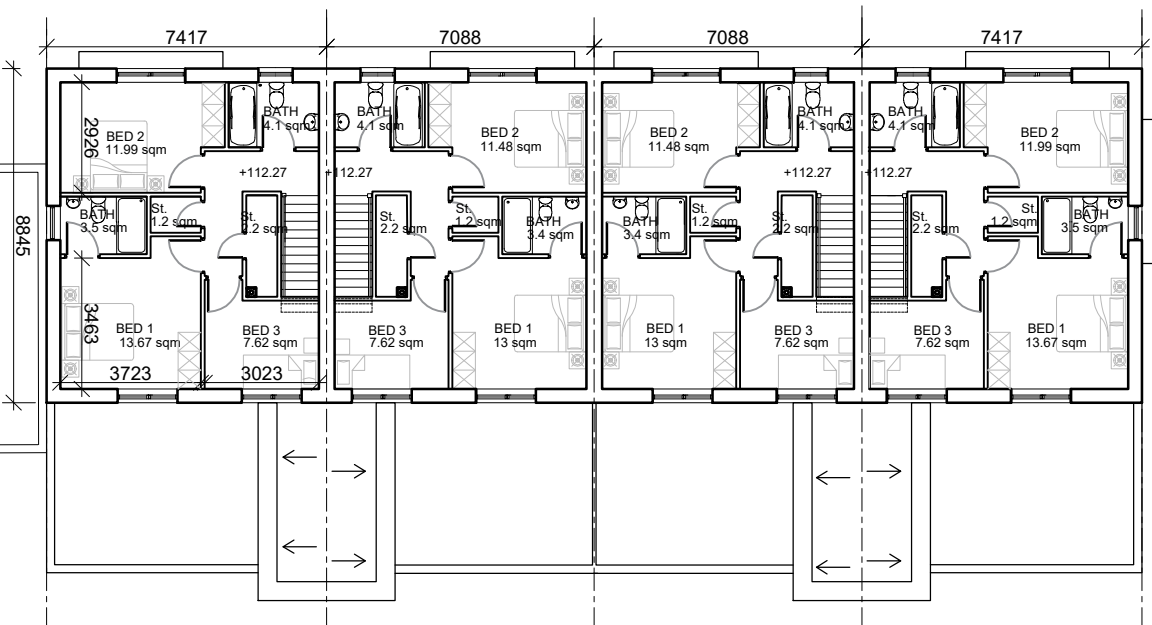 7417
7088
7088
7417
BATH
4.1 sqm
BATH
4.1 sqm
BATH
4.1 sqm
BATH
4.1 sqm
2926
BED 2
11.99 sqm
BED 2
11.48 sqm
BED 2
11.48 sqm
BED 2
11.99 sqm
+112.27
+112.27
+112.27
+112.27
8845
BATH
3.5 sqm
St.
1.2 sqm
St.
2.2 sqm
St.
2.2 sqm
St.
1.2 sqm
BATH
3.4 sqm
BATH
3.4 sqm
St.
1.2 sqm
St.
2.2 sqm
St.
2.2 sqm
St.
1.2 sqm
BATH
3.5 sqm
3463
BED 1
13.67 sqm
BED 3
7.62 sqm
BED 3
7.62 sqm
BED 1
13 sqm
BED 1
13 sqm
BED 3
7.62 sqm
BED 3
7.62 sqm
BED 1
13.67 sqm
3723
3023